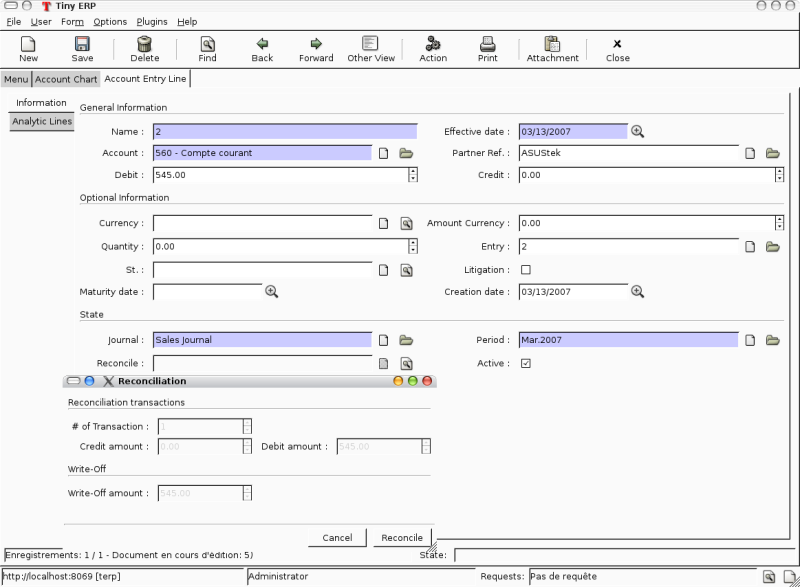 Tiny ERP
File User Form Options Plugins Help
New Save Delete Find Back Forward Other View Action Print Attachment Close
Menu Account Chart Account Entry Line
Information
Analytic Lines
General Information
Name : 2 Effective date : 03/13/2007
Account : 560 - Compte courant Partner Ref. : ASUStek
Debit : 545.00 Credit : 0.00
Optional Information
Currency : Amount Currency : 0.00
Quantity : 0.00 Entry : 2
St. : Litigation :
Maturity date : Creation date : 03/13/2007
State
Journal : Sales Journal Period : Mar.2007
Reconcile : Active :
Reconciliation
Reconciliation transactions
# of Transaction : 1
Credit amount : 0.00 Debit amount : 545.00
Write-Off
Write-Off amount : 545.00
Cancel Reconcile
Enregistrements: 1 / 1 - Document en cours d'édition: 5) State:
http://localhost:8069 [terp] Administrator Requests: Pas de requête